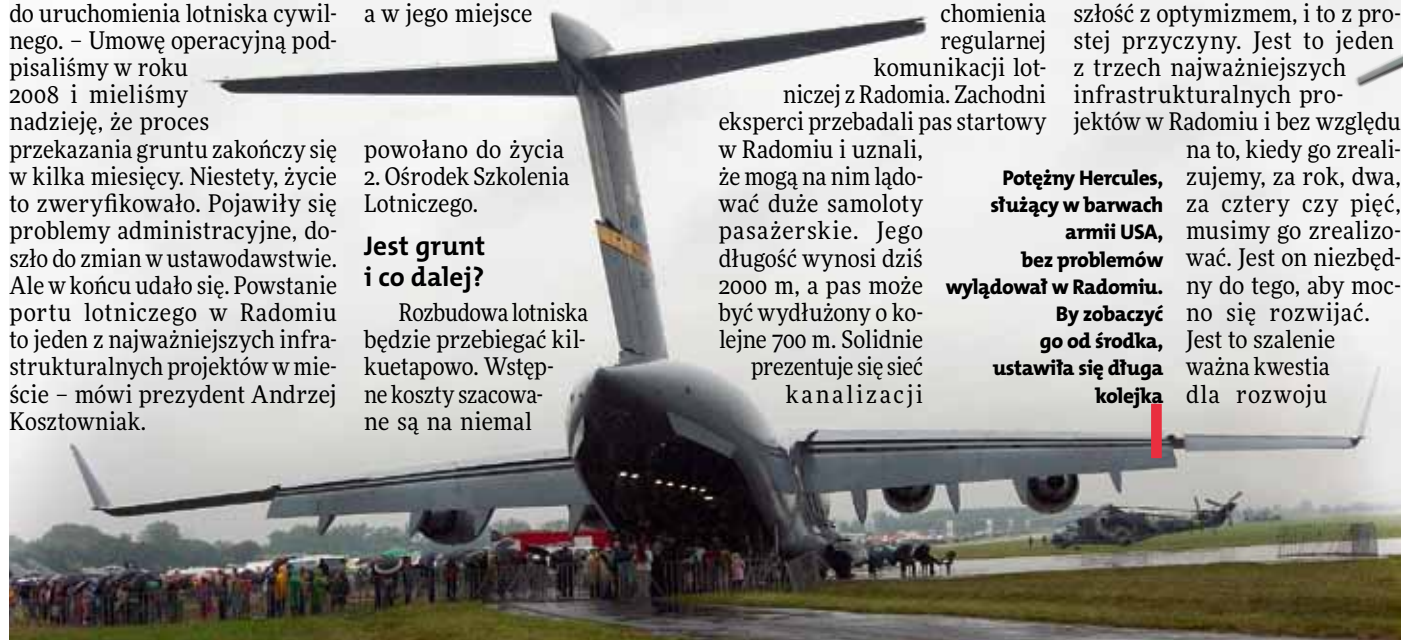 do uruchomienia lotniska cywil-
nego. – Umowę operacyjną pod-
pisaliśmy w roku
2008 i mieliśmy
nadzieję, że proces
przekazania gruntu zakończy się
w kilka miesięcy. Niestety, życie
to zweryfikowało. Pojawiły się
problemy administracyjne, do-
szło do zmian w ustawodawstwie.
Ale w końcu udało się. Powstanie
portu lotniczego w Radomiu
to jeden z najważniejszych infra-
strukturalnych projektów w mie-
ście – mówi prezydent Andrzej
Kosztowniak.
a w jego miejsce
powołano do życia
2. Ośrodek Szkolenia
Lotniczego.
Jest grunt
i co dalej?
Rozbudowa lotniska
będzie przebiegać kil-
kuetapowo. Wstęp-
ne koszty szacowa-
ne są na niemal
chomienia
regularnej
komunikacji lot-
niczej z Radomia. Zachodni
eksperci przebadali pas startowy
w Radomiu i uznali,
że mogą na nim lądo-
wać duże samoloty
pasażerskie. Jego
długość wynosi dziś
2000 m, a pas może
być wydłużony o ko-
lejne 700 m. Solidnie
prezentuje się sieć
kanalizacji
Potężny Hercules,
służący w barwach
armii USA,
bez problemów
wylądował w Radomiu.
By zobaczyć
go od środka,
ustawiła się długa
kolejka
szłość z optymizmem, i to z pro-
stej przyczyny. Jest to jeden
z trzech najważniejszych
infrastrukturalnych pro-
jektów w Radomiu i bez względu
na to, kiedy go zreali-
zujemy, za rok, dwa,
za cztery czy pięć,
musimy go zrealizo-
wać. Jest on niezbęd-
ny do tego, aby moc-
no się rozwijać.
Jest to szalenie
ważna kwestia
dla rozwoju